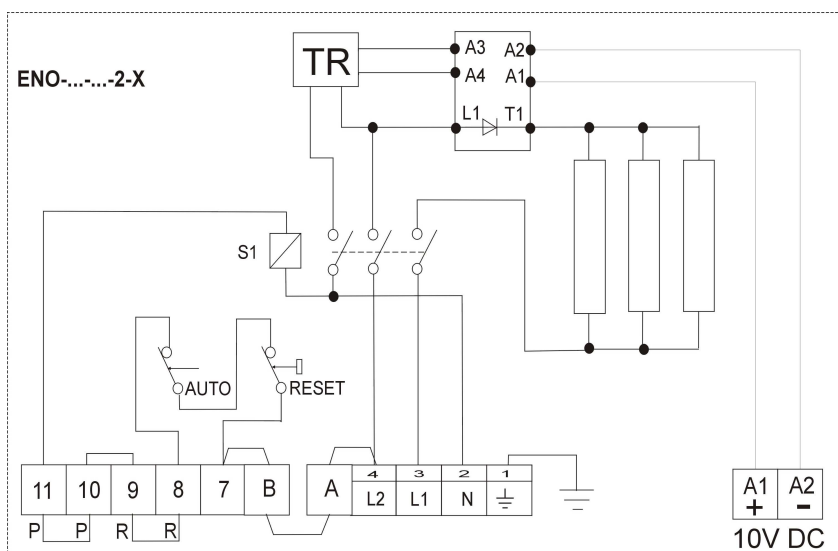 ENO-...-...-2-X
TR
A3 A2
A4 A1
L1 T1
S1
AUTO
RESET
11 10 9 8 7 B
A
4 3 2 1
L2 L1 N
P P R R
A1 A2
+ -
10V DC